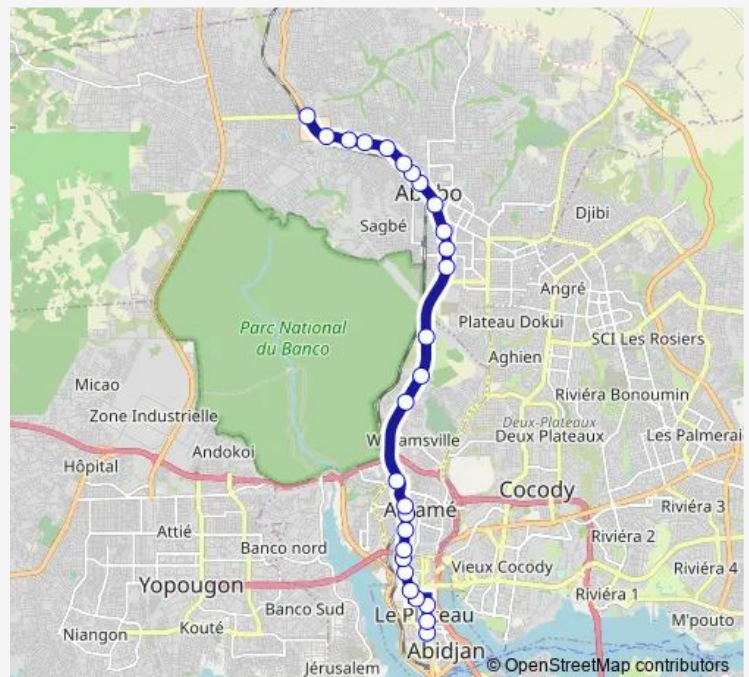 Abobo
Sagbé
Djibi
Angré
Plateau Dokui
SCI Les Rosiers
Parc National
du Banco
Aghien
Micao
Riviéra Bonoumin
Zone Industrielle
Deux-Plateaux
Deux Plateaux
Les Palmerai
Andokoi
Hôpital
Cocody
Riviéra 3
Attié
Riviéra 2
Banco nord
Vieux Cocody
Riviéra 4
Yopougon
Riviéra 1
Banco Sud
M'pouto
Niangon
Kouté
Abidjan
Jérusalem
© OpenStreetMap contributors